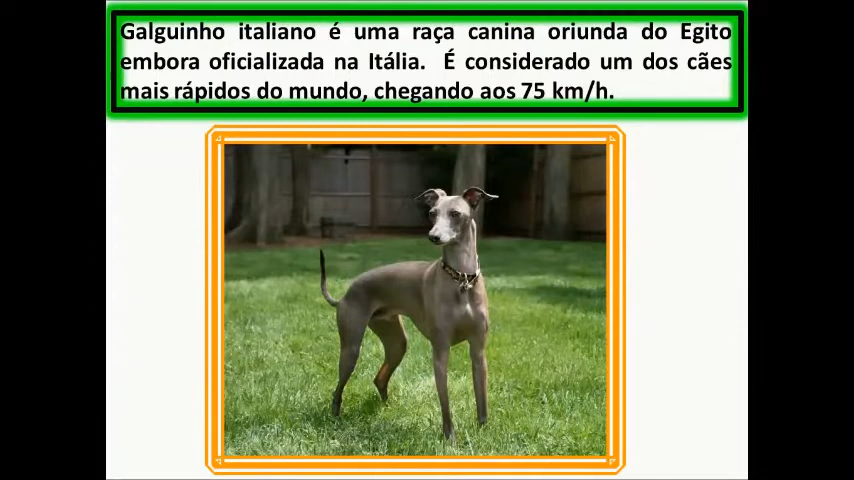 Galguinho italiano é uma raça canina oriunda do Egito
embora oficializada na Itália. É considerado um dos cães
mais rápidos do mundo, chegando aos 75 km/h.